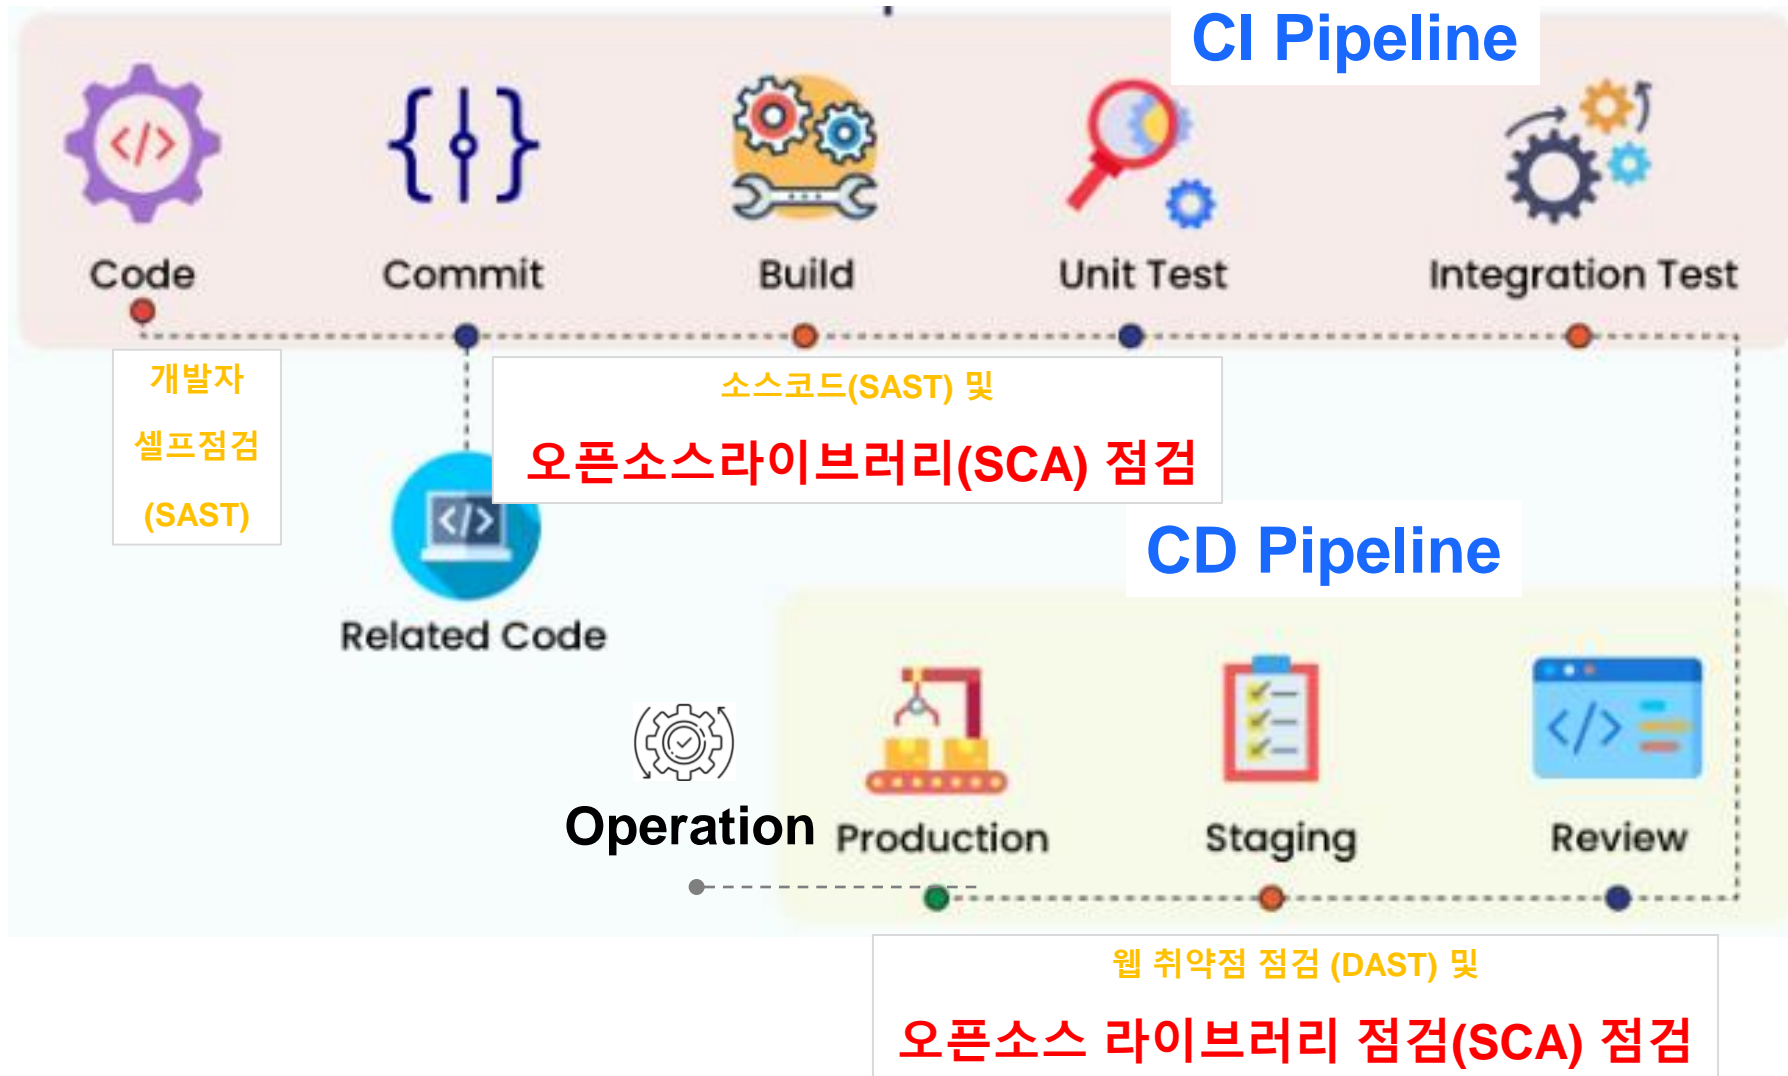 CI Pipeline
</>
Code
Commit
Build
Unit Test
Integration Test
개발자
셀프점검
(SAST)
소스코드(SAST) 및
오픈소스라이브러리(SCA) 점검
</>
Related Code
CD Pipeline
</>
Operation
Production
Staging
Review
웹 취약점 점검 (DAST) 및
오픈소스 라이브러리 점검(SCA) 점검